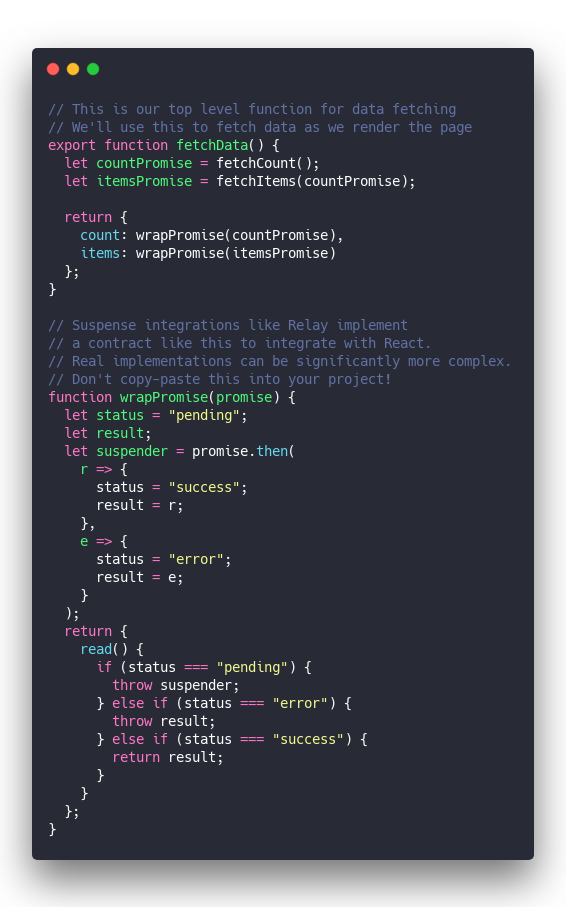 // This is our top level function for data fetching
// We'll use this to fetch data as we render the page
export function fetchData() {
  let countPromise = fetchCount();
  let itemsPromise = fetchItems(countPromise);

  return {
    count: wrapPromise(countPromise),
    items: wrapPromise(itemsPromise)
  };
}

// Suspense integrations like Relay implement
// a contract like this to integrate with React.
// Real implementations can be significantly more complex.
// Don't copy-paste this into your project!
function wrapPromise(promise) {
  let status = "pending";
  let result;
  let suspender = promise.then(
    r => {
      status = "success";
      result = r;
    },
    e => {
      status = "error";
      result = e;
    }
  );
  return {
    read() {
      if (status === "pending") {
        throw suspender;
      } else if (status === "error") {
        throw result;
      } else if (status === "success") {
        return result;
      }
    }
  };
}